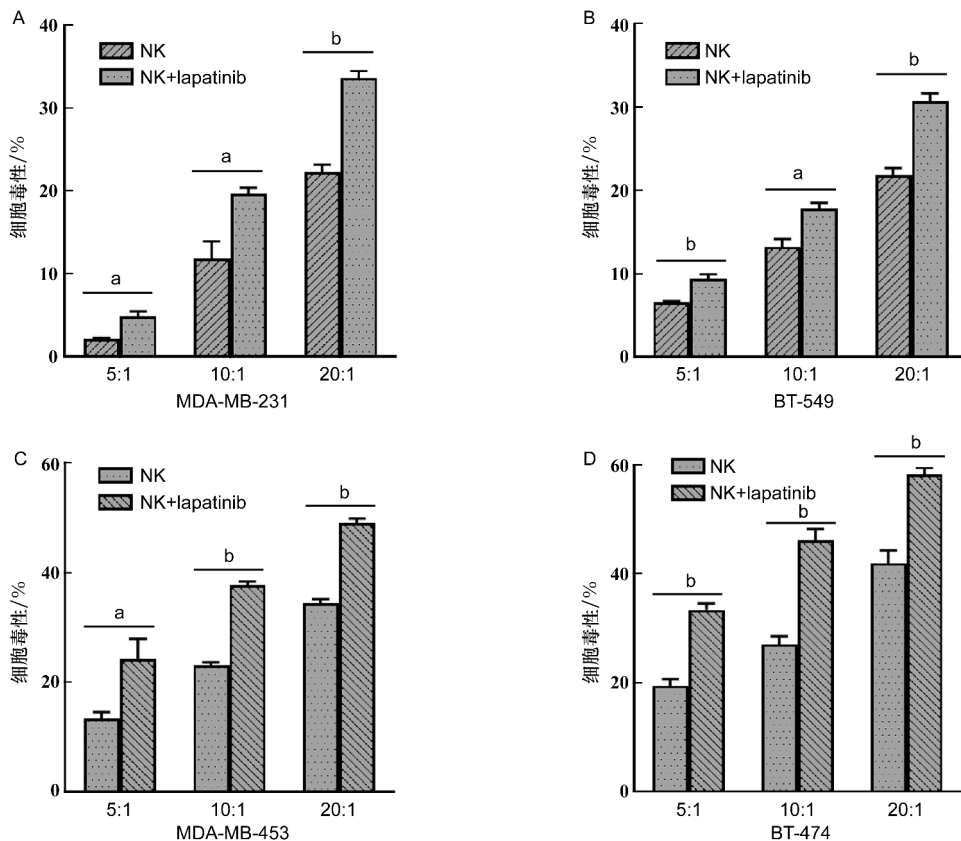 A
40
30
20
10
0
细胞毒性/%
NK
NK+lapatinib
a
a
b
5:1
10:1
20:1
MDA-MB-231
B
40
30
20
10
0
细胞毒性/%
NK
NK+lapatinib
b
a
b
5:1
10:1
20:1
BT-549
C
60
40
20
0
细胞毒性/%
NK
NK+lapatinib
a
b
b
5:1
10:1
20:1
MDA-MB-453
D
60
40
20
0
细胞毒性/%
NK
NK+lapatinib
b
b
b
5:1
10:1
20:1
BT-474